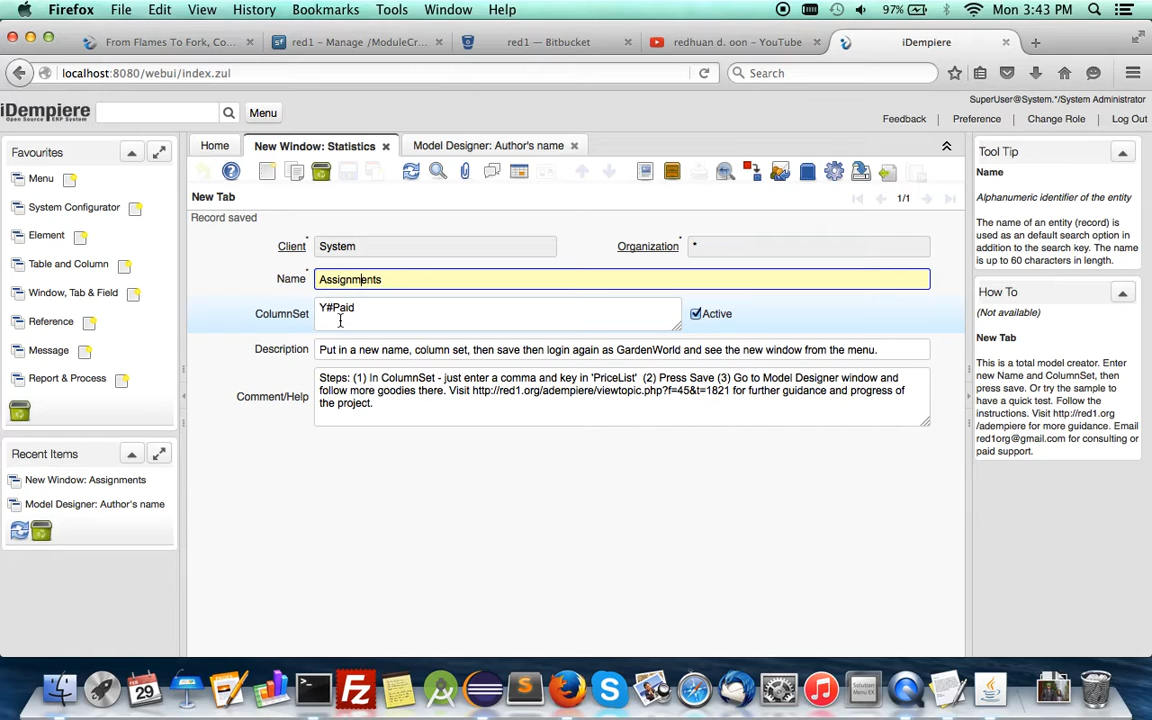 Firefox File Edit View History Bookmarks Tools Window Help 97% Mon 3:43 PM
From Flames To Fork, Co... × red1 - Manage /ModuleCr... × red1 — Bitbucket × redhuan d. oon - YouTube × iDempiere × +
localhost:8080/webui/index.zul Search
SuperUser@System.*/System Administrator
iDempiere Menu
Open Source ERP System
Feedback Preference Change Role Log Out
Favourites
Menu
System Configurator
Element
Table and Column
Window, Tab & Field
Reference
Message
Report & Process
Recent Items
New Window: Assignments
Model Designer: Author's name
Home New Window: Statistics × Model Designer: Author's name ×
New Tab 1/1
Record saved
Client System Organization *
Name Assignments
ColumnSet Y#Paid Active
Description Put in a new name, column set, then save then login again as GardenWorld and see the new window from the menu.
Comment/Help
Steps: (1) In ColumnSet - just enter a comma and key in 'PriceList' (2) Press Save (3) Go to Model Designer window and
follow more goodies there. Visit http://red1.org/adempiere/viewtopic.php?f=45&t=1821 for further guidance and progress of
the project.
Tool Tip
Name
Alphanumeric identifier of the entity
The name of an entity (record) is
used as an default search option in
addition to the search key. The name
is up to 60 characters in length.
How To
(Not available)
New Tab
This is a total model creator. Enter
new Name and ColumnSet, then
press save. Or try the sample to
have a quick test. Follow the
instructions. Visit http://red1.org
/adempiere for more guidance. Email
red1org@gmail.com for consulting or
paid support.
FEB
29
Solution
Menu EX